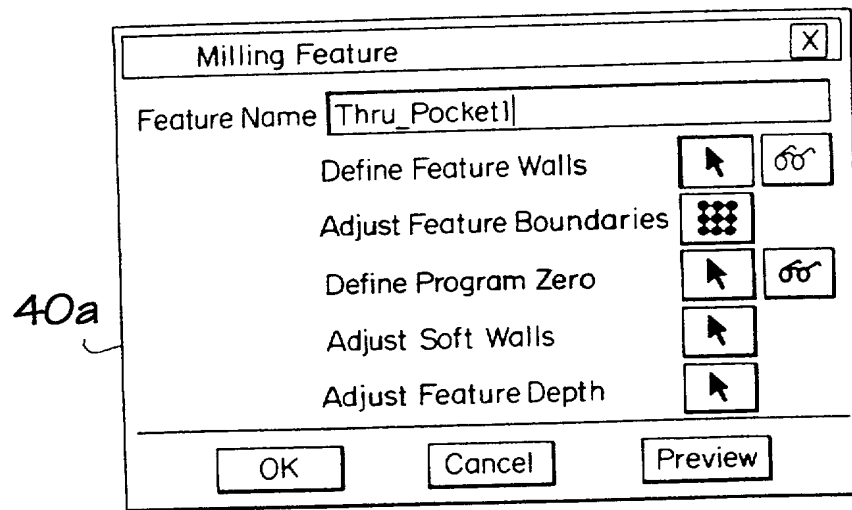 Milling Feature X
Feature Name Thru_Pocket1
Define Feature Walls
Adjust Feature Boundaries
Define Program Zero
40a
Adjust Soft Walls
Adjust Feature Depth
OK Cancel Preview